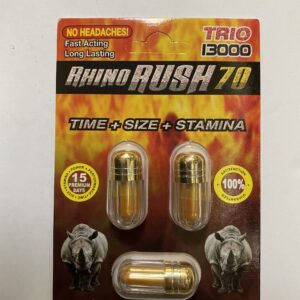 NO HEADACHES!
Fast Acting
Long Lasting
TRIO
13000
RHINO RUSH 70
TIME + SIZE + STAMINA
15
PREMIUM
DAYS
100%